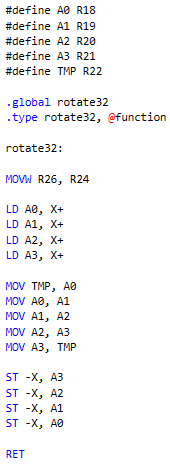 #define A0 R18
#define A1 R19
#define A2 R20
#define A3 R21
#define TMP R22
.global rotate32
.type rotate32, @function
rotate32:
MOVW R26, R24
LD A0, X+
LD A1, X+
LD A2, X+
LD A3, X+
MOV TMP, A0
MOV A0, A1
MOV A1, A2
MOV A2, A3
MOV A3, TMP
ST -X, A3
ST -X, A2
ST -X, A1
ST -X, A0
RET